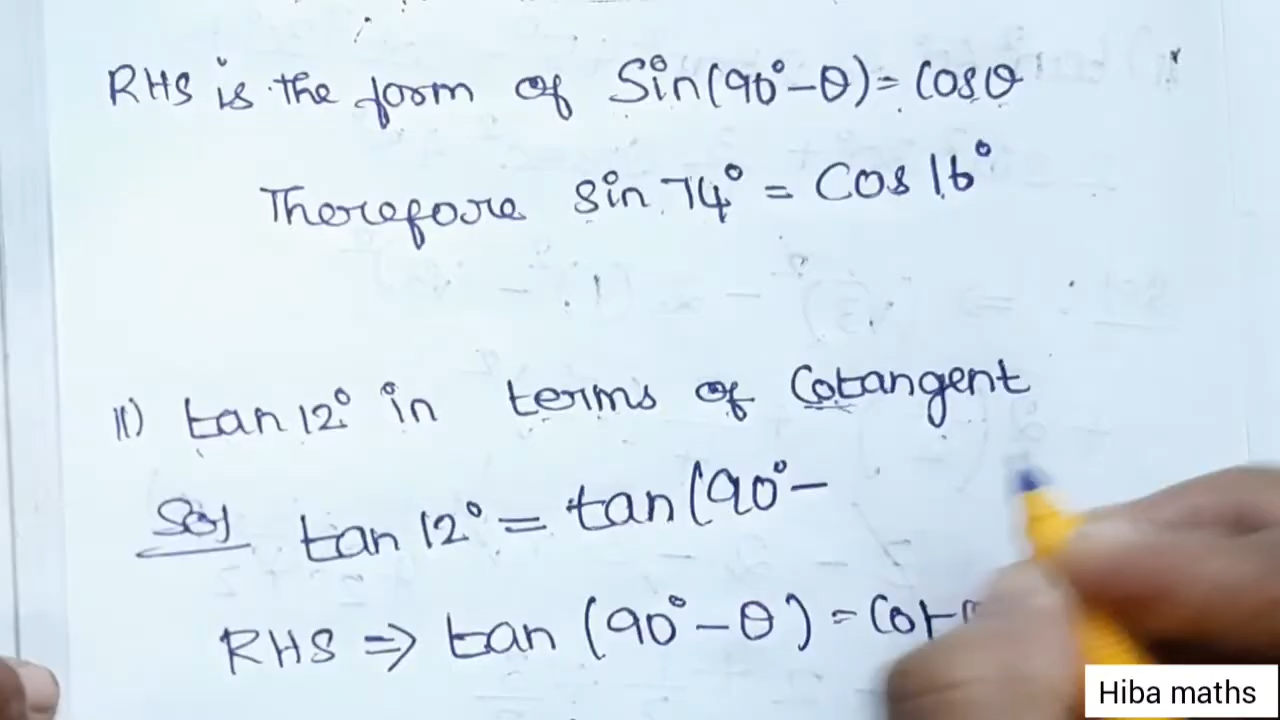 RHS is the form of Sin(90°-θ)= Cosθ
Therefore sin 74° = Cos 16°
II) tan 12° in terms of Cotangent
Sol tan 12° = tan (90° -
RHS ⇒ tan (90° - θ) = Cot
Hiba maths